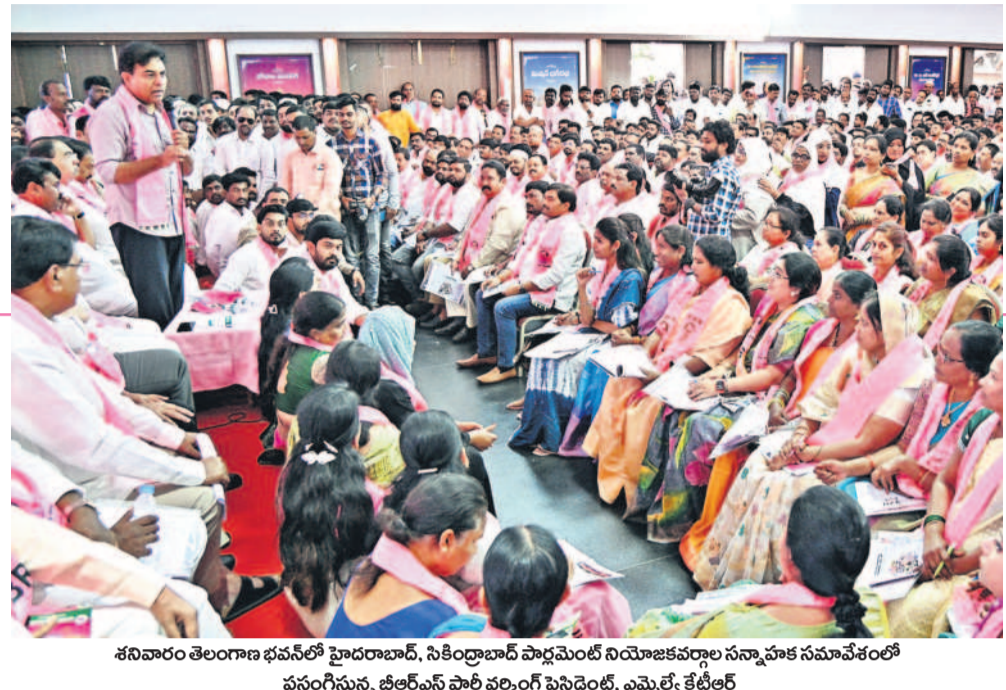 శనివారం తెలంగాణ భవన్‌లో హైదరాబాద్, సికింద్రాబాద్ పార్లమెంట్ నియోజకవర్గాల సన్నాహక సమావేశంలో
ప్రసంగిస్తున్న బీఆర్ఎస్ పార్టీ వర్కింగ్ ప్రెసిడెంట్, ఎమ్మెల్యే కేటీఆర్